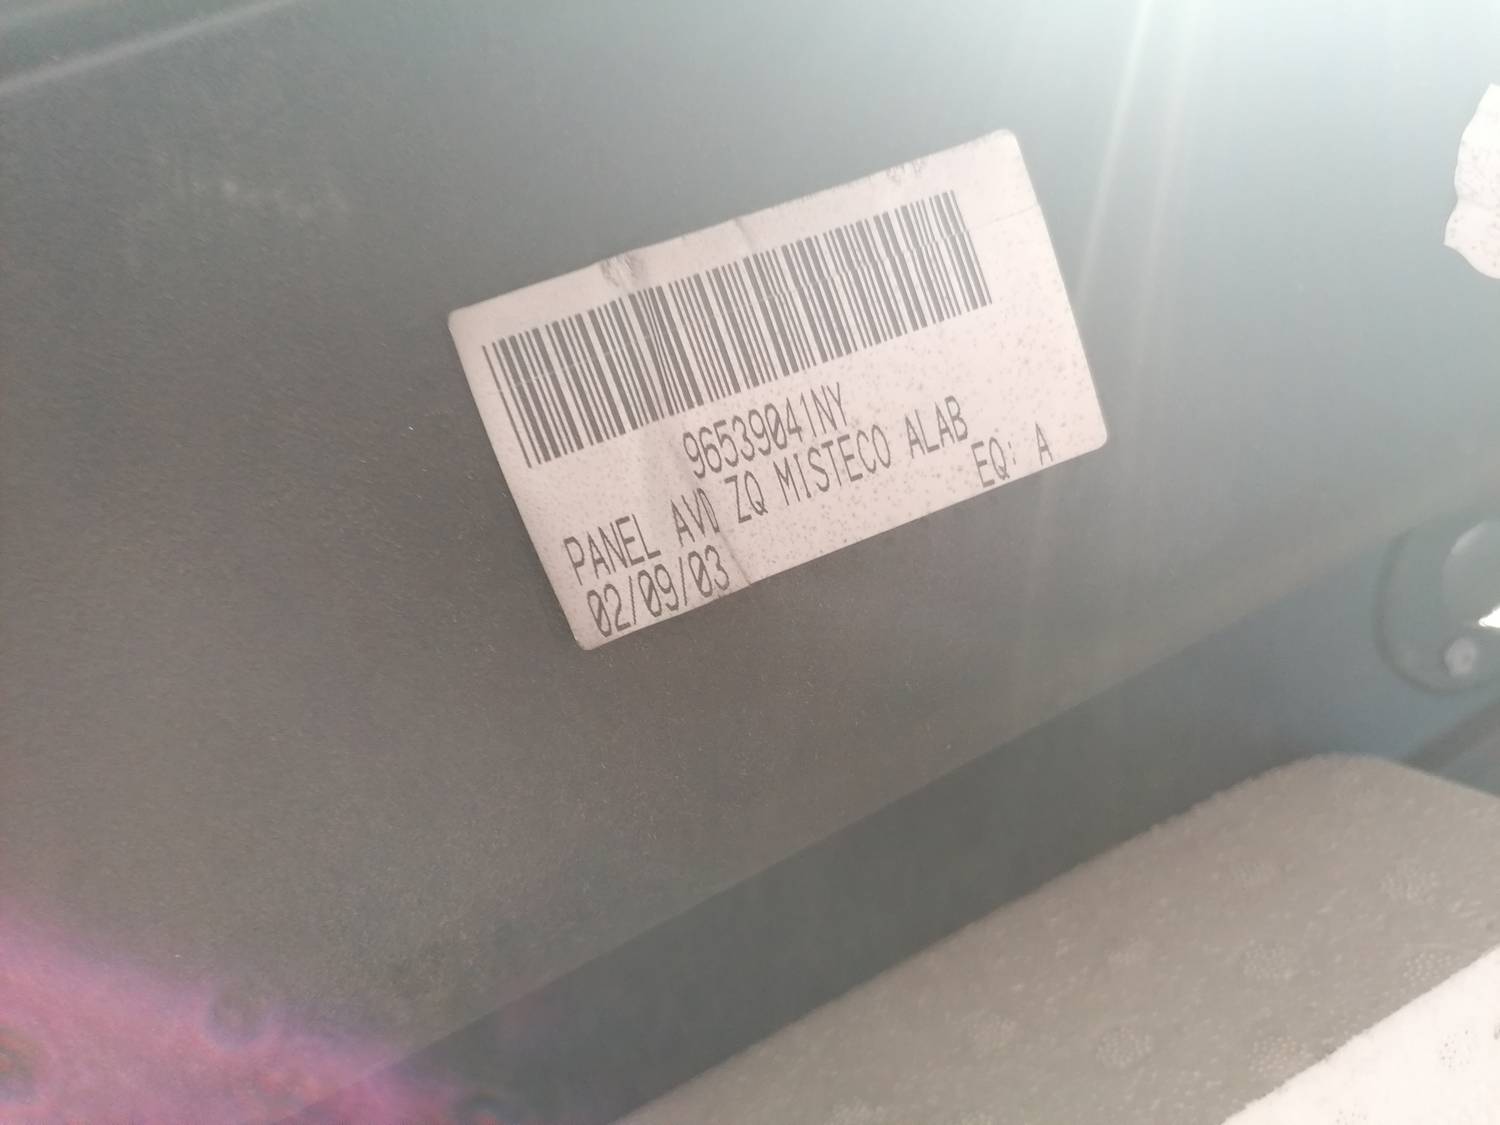 96539041NY
PANEL AVD ZQ MISTECO ALAB
EQ: A
02/09/03